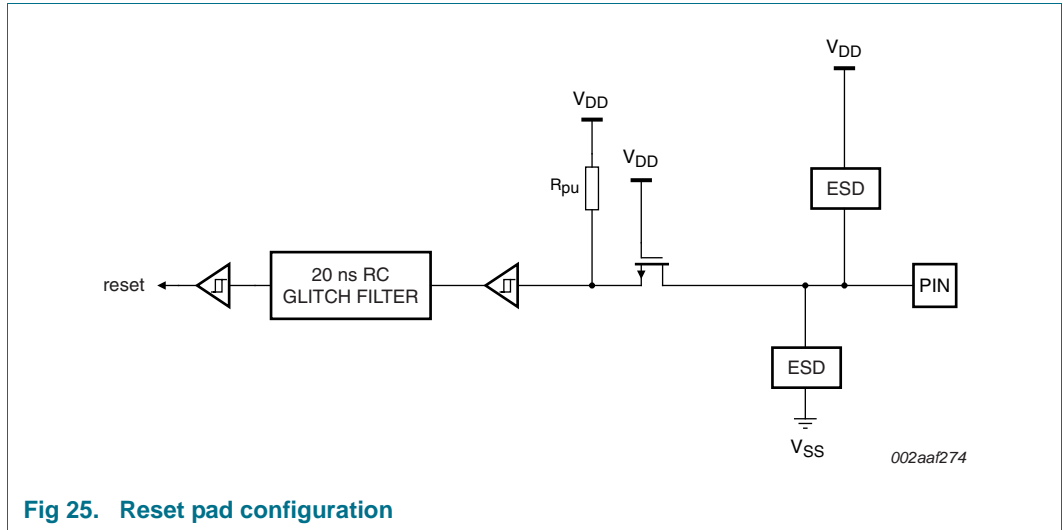 VDD
VDD
VDD
ESD
Rpu
20 ns RC
GLITCH FILTER
reset
PIN
ESD
VSS
002aaf274
Fig 25. Reset pad configuration